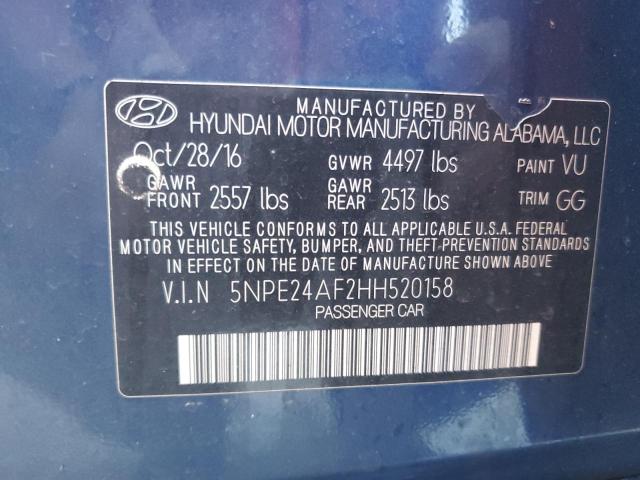 MANUFACTURED BY
HYUNDAI MOTOR MANUFACTURING ALABAMA, LLC
Oct/28/16 GVWR 4497 lbs PAINT VU
GAWR FRONT 2557 lbs GAWR REAR 2513 lbs TRIM GG
THIS VEHICLE CONFORMS TO ALL APPLICABLE U.S.A. FEDERAL
MOTOR VEHICLE SAFETY, BUMPER, AND THEFT-PREVENTION STANDARDS
IN EFFECT ON THE DATE OF MANUFACTURE SHOWN ABOVE.
V.I.N 5NPE24AF2HH520158
PASSENGER CAR